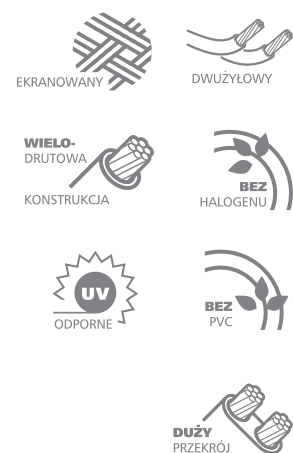 EKRANOWANY
DWUŻYŁOWY
WIELO-
DRUTOWA
KONSTRUKCJA
BEZ
HALOGENU
UV
ODPORNE
BEZ
PVC
DUŻY
PRZEKRÓJ